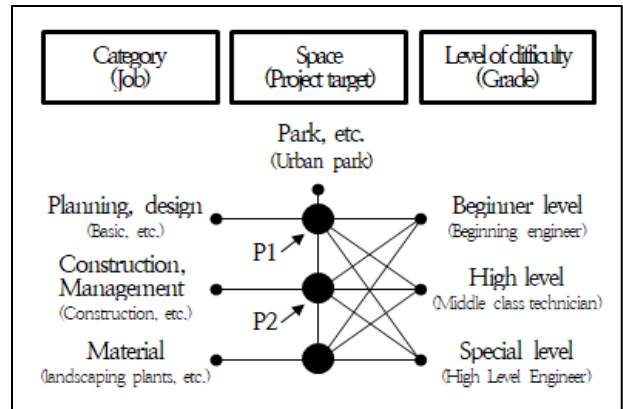 Category
(Job)
Space
(Project target)
Level of difficulty
(Grade)
Park, etc.
(Urban park)
Planning, design
(Basic, etc.)
Beginner level
(Beginning engineer)
P1
Construction,
Management
(Construction, etc.)
High level
(Middle class technician)
P2
Material
(landscaping plants, etc.)
Special level
(High Level Engineer)